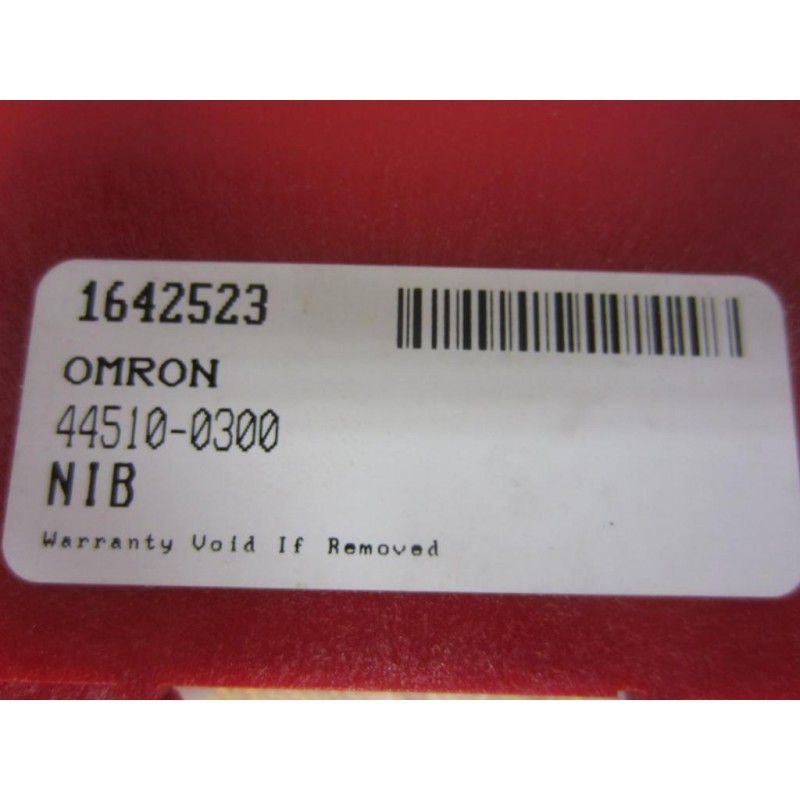 1642523
OMRON
44510-0300
NIB
Warranty Void If Removed